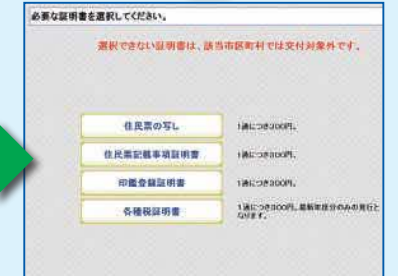 必要な証明書を選択してください。
選択できない証明書は、該当市区町村では交付対象外です。
住民票の写し 1通につき300円。
住民票記載事項証明書 1通につき300円。
印鑑登録証明書 1通につき300円。
各種税証明書 1通につき300円。最新年度分のみの発行と
なります。